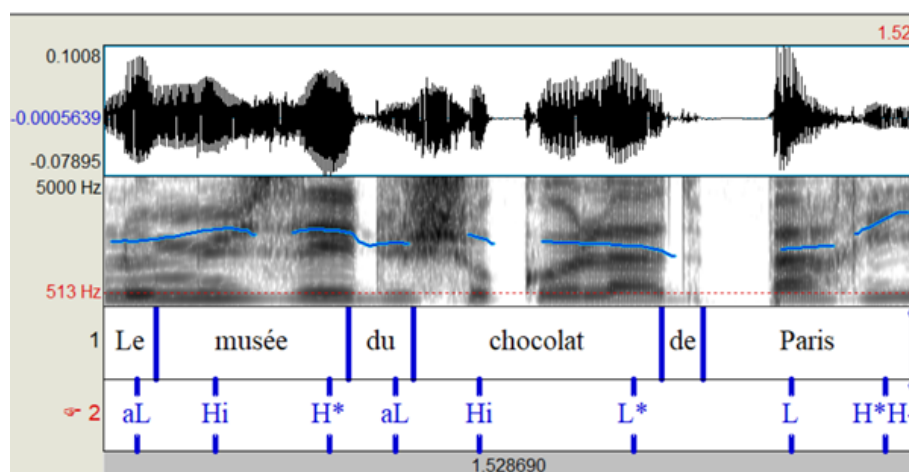 1.52
0.1008
-0.0005639
-0.07895
5000 Hz
513 Hz
1 Le musée du chocolat de Paris
☞ 2 aL Hi H* aL Hi L* L H* H-
1.528690